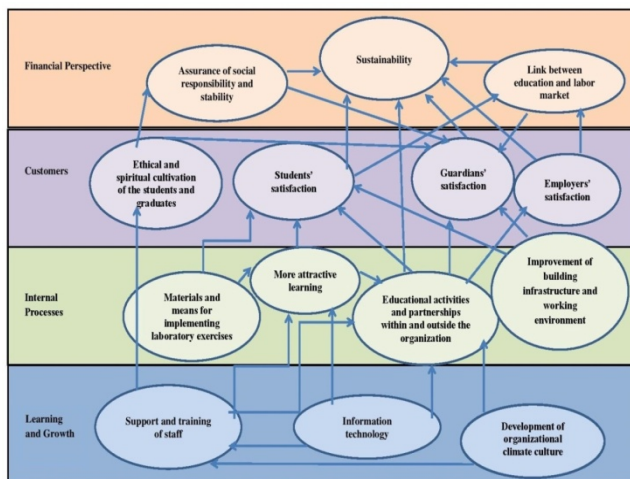 Financial Perspective
Assurance of social
responsibility and
stability
Sustainability
Link between
education and labor
market
Customers
Ethical and
spiritual cultivation
of the students and
graduates
Students'
satisfaction
Guardians'
satisfaction
Employers'
satisfaction
Internal
Processes
Materials and
means for
implementing
laboratory exercises
More attractive
learning
Educational activities
and partnerships
within and outside the
organization
Improvement of
building
infrastructure and
working
environment
Learning
and Growth
Support and training
of staff
Information
technology
Development of
organizational
climate culture